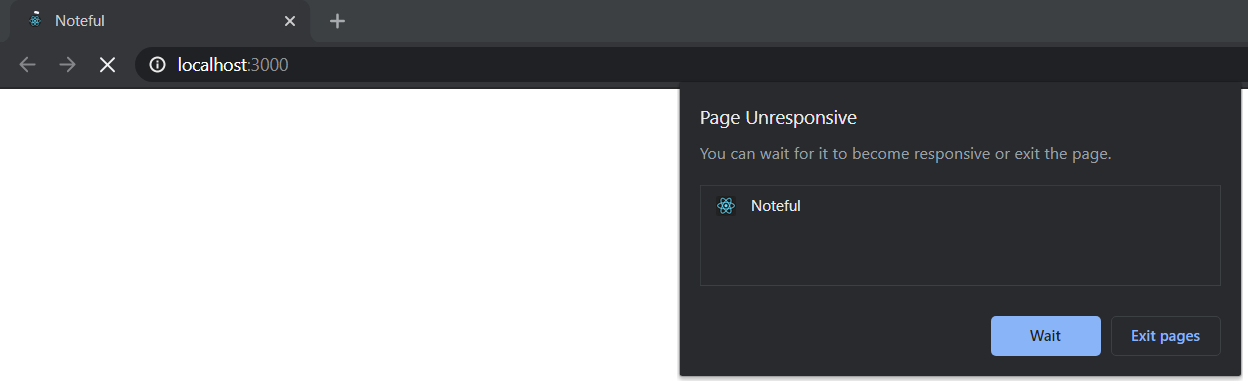 Noteful
localhost:3000
Page Unresponsive
You can wait for it to become responsive or exit the page.
Noteful
Wait
Exit pages